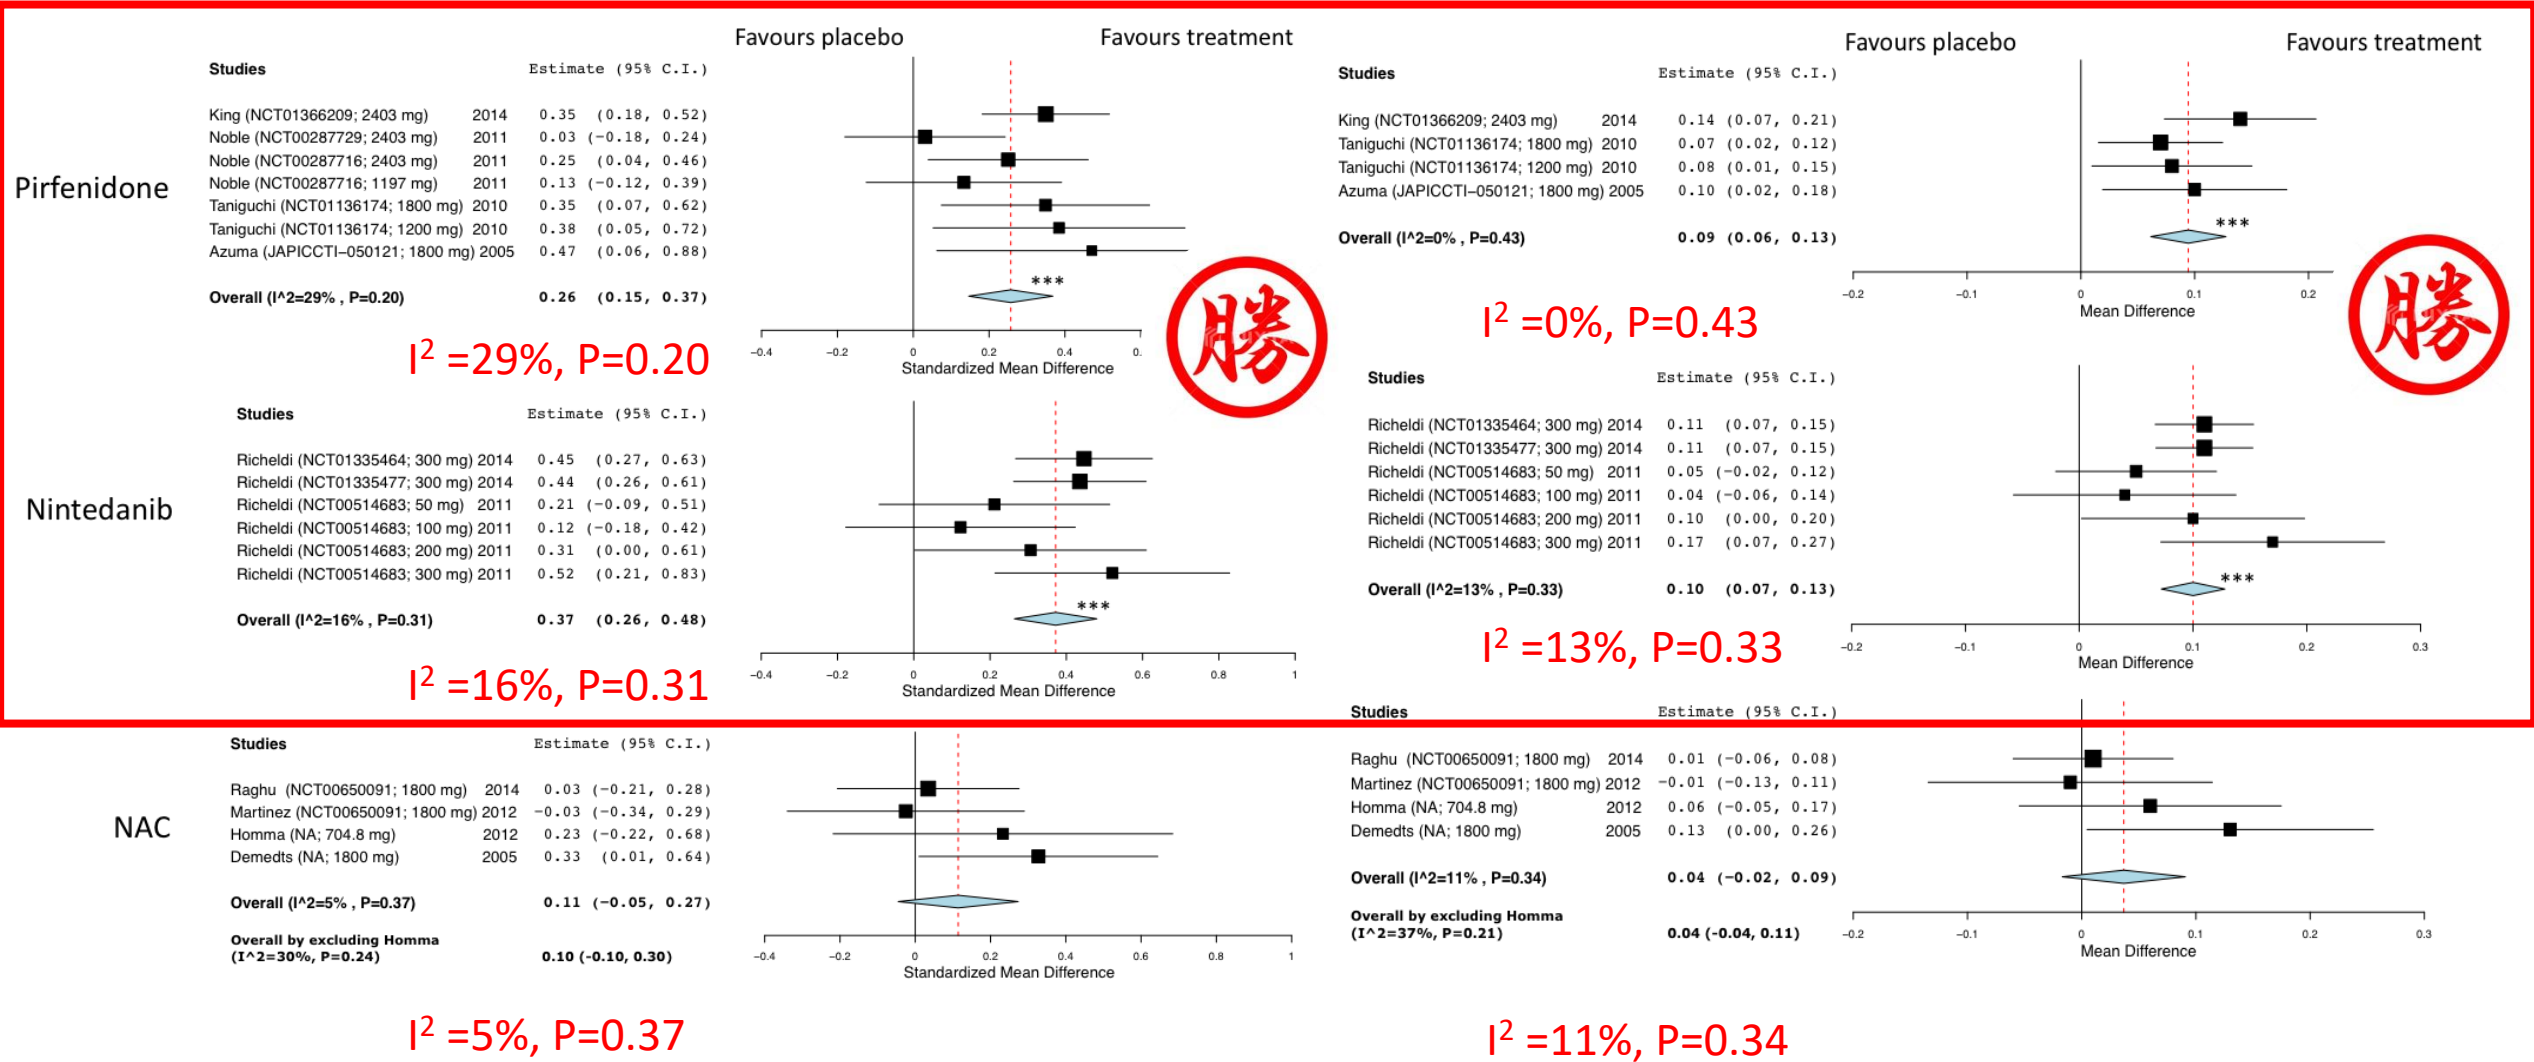 Favours placebo Favours treatment
Studies Estimate (95% C.I.)
King (NCT01366209; 2403 mg) 2014 0.35 (0.18, 0.52)
Noble (NCT00287729; 2403 mg) 2011 0.03 (−0.18, 0.24)
Noble (NCT00287716; 2403 mg) 2011 0.25 (0.04, 0.46)
Noble (NCT00287716; 1197 mg) 2011 0.13 (−0.12, 0.39)
Taniguchi (NCT01136174; 1800 mg) 2010 0.35 (0.07, 0.62)
Taniguchi (NCT01136174; 1200 mg) 2010 0.38 (0.05, 0.72)
Azuma (JAPICCTI−050121; 1800 mg) 2005 0.47 (0.06, 0.88)
Overall (I^2=29% , P=0.20) 0.26 (0.15, 0.37)
Pirfenidone
***
−0.4 −0.2 0 0.2 0.4 0.
Standardized Mean Difference
I² =29%, P=0.20
勝
Favours placebo Favours treatment
Studies Estimate (95% C.I.)
King (NCT01366209; 2403 mg) 2014 0.14 (0.07, 0.21)
Taniguchi (NCT01136174; 1800 mg) 2010 0.07 (0.02, 0.12)
Taniguchi (NCT01136174; 1200 mg) 2010 0.08 (0.01, 0.15)
Azuma (JAPICCTI−050121; 1800 mg) 2005 0.10 (0.02, 0.18)
Overall (I^2=0% , P=0.43) 0.09 (0.06, 0.13)
***
−0.2 −0.1 0 0.1 0.2
Mean Difference
I² =0%, P=0.43
勝
Studies Estimate (95% C.I.)
Richeldi (NCT01335464; 300 mg) 2014 0.45 (0.27, 0.63)
Richeldi (NCT01335477; 300 mg) 2014 0.44 (0.26, 0.61)
Richeldi (NCT00514683; 50 mg) 2011 0.21 (−0.09, 0.51)
Richeldi (NCT00514683; 100 mg) 2011 0.12 (−0.18, 0.42)
Richeldi (NCT00514683; 200 mg) 2011 0.31 (0.00, 0.61)
Richeldi (NCT00514683; 300 mg) 2011 0.52 (0.21, 0.83)
Overall (I^2=16% , P=0.31) 0.37 (0.26, 0.48)
Nintedanib
***
−0.4 −0.2 0 0.2 0.4 0.6 0.8 1
Standardized Mean Difference
I² =16%, P=0.31
Studies Estimate (95% C.I.)
Richeldi (NCT01335464; 300 mg) 2014 0.11 (0.07, 0.15)
Richeldi (NCT01335477; 300 mg) 2014 0.11 (0.07, 0.15)
Richeldi (NCT00514683; 50 mg) 2011 0.05 (−0.02, 0.12)
Richeldi (NCT00514683; 100 mg) 2011 0.04 (−0.06, 0.14)
Richeldi (NCT00514683; 200 mg) 2011 0.10 (0.00, 0.20)
Richeldi (NCT00514683; 300 mg) 2011 0.17 (0.07, 0.27)
Overall (I^2=13% , P=0.33) 0.10 (0.07, 0.13)
***
−0.2 −0.1 0 0.1 0.2 0.3
Mean Difference
I² =13%, P=0.33
Studies Estimate (95% C.I.)
Raghu (NCT00650091; 1800 mg) 2014 0.03 (−0.21, 0.28)
Martinez (NCT00650091; 1800 mg) 2012 −0.03 (−0.34, 0.29)
Homma (NA; 704.8 mg) 2012 0.23 (−0.22, 0.68)
Demedts (NA; 1800 mg) 2005 0.33 (0.01, 0.64)
Overall (I^2=5% , P=0.37) 0.11 (−0.05, 0.27)
Overall by excluding Homma
(I^2=30%, P=0.24) 0.10 (-0.10, 0.30)
NAC
−0.4 −0.2 0 0.2 0.4 0.6 0.8 1
Standardized Mean Difference
I² =5%, P=0.37
Studies Estimate (95% C.I.)
Raghu (NCT00650091; 1800 mg) 2014 0.01 (−0.06, 0.08)
Martinez (NCT00650091; 1800 mg) 2012 −0.01 (−0.13, 0.11)
Homma (NA; 704.8 mg) 2012 0.06 (−0.05, 0.17)
Demedts (NA; 1800 mg) 2005 0.13 (0.00, 0.26)
Overall (I^2=11% , P=0.34) 0.04 (−0.02, 0.09)
Overall by excluding Homma
(I^2=37%, P=0.21) 0.04 (-0.04, 0.11)
−0.2 −0.1 0 0.1 0.2 0.3
Mean Difference
I² =11%, P=0.34